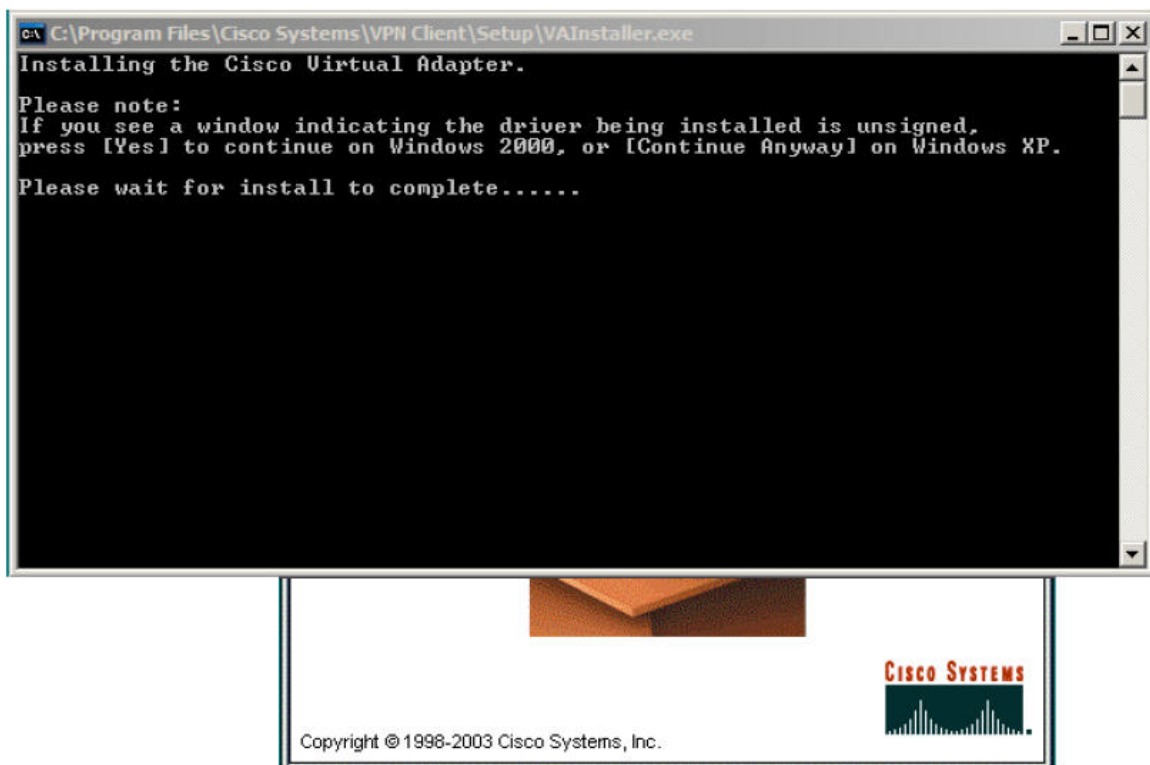 C:\Program Files\Cisco Systems\VPN Client\Setup\VAInstaller.exe
Installing the Cisco Virtual Adapter.
Please note:
If you see a window indicating the driver being installed is unsigned,
press [Yes] to continue on Windows 2000, or [Continue Anyway] on Windows XP.
Please wait for install to complete......
CISCO SYSTEMS
Copyright © 1998-2003 Cisco Systems, Inc.